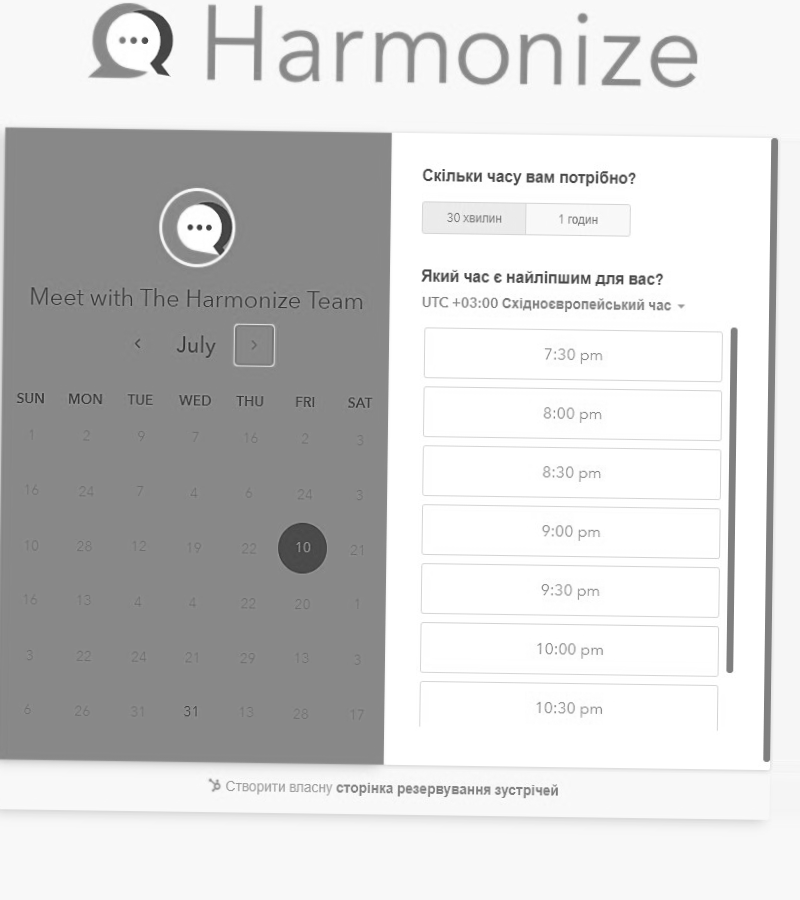 Harmonize
Meet with The Harmonize Team
July
SUN MON TUE WED THU FRI SAT
1 2 9 7 16 2 3
16 24 7 4 6 24 3
10 28 12 19 22 10 21
16 13 4 4 22 20 1
3 22 24 21 29 13 3
6 26 31 31 13 28 17
Скільки часу вам потрібно?
30 хвилин 1 годин
Який час є найліпшим для вас?
UTC +03:00 Східноєвропейський час
7:30 pm
8:00 pm
8:30 pm
9:00 pm
9:30 pm
10:00 pm
10:30 pm
Створити власну сторінка резервування зустрічей